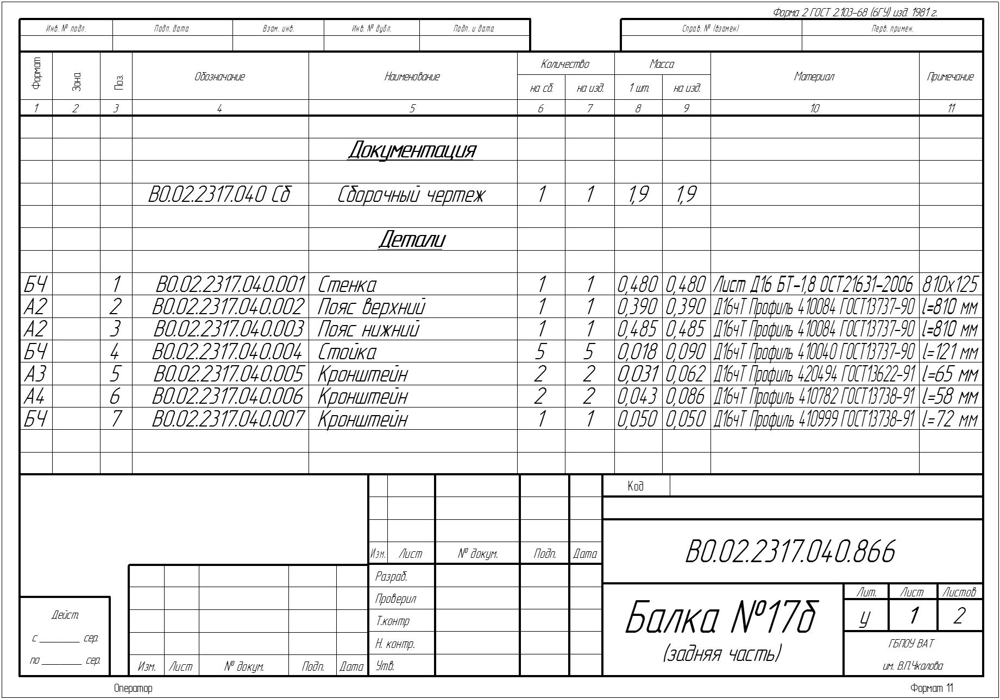 Форма 2 ГОСТ 2.103-68 (6ГУ) изд. 1981 г.
Инв. № подл. Подп. дата Взам. инв. Инв. № дубл. Подп. и дата Справ. № (взамен) Перв. примен.
Формат Зона Поз. Обозначание Наименование Количество Масса Материал Примечание
на сб. на изд. 1 шт. на изд.
1 2 3 4 5 6 7 8 9 10 11
Документация
ВО.02.2317.040 Сб Сборочный чертеж 1 1 1,9 1,9
Детали
БЧ 1 ВО.02.2317.040.001 Стенка 1 1 0,480 0,480 Лист Д16 БТ-1,8 ОСТ21631-2006 810х125
А2 2 ВО.02.2317.040.002 Пояс верхний 1 1 0,390 0,390 Д16чТ Профиль 410084 ГОСТ13737-90 l=810 мм
А2 3 ВО.02.2317.040.003 Пояс нижний 1 1 0,485 0,485 Д16чТ Профиль 410084 ГОСТ13737-90 l=810 мм
БЧ 4 ВО.02.2317.040.004 Стойка 5 5 0,018 0,090 Д16чТ Профиль 410040 ГОСТ13737-90 l=121 мм
А3 5 ВО.02.2317.040.005 Кронштейн 2 2 0,031 0,062 Д16чТ Профиль 420494 ГОСТ13622-91 l=65 мм
А4 6 ВО.02.2317.040.006 Кронштейн 2 2 0,043 0,086 Д16чТ Профиль 410782 ГОСТ13738-91 l=58 мм
БЧ 7 ВО.02.2317.040.007 Кронштейн 1 1 0,050 0,050 Д16чТ Профиль 410999 ГОСТ13738-91 l=72 мм
Код
Изм. Лист № докум. Подп. Дата
ВО.02.2317.040.866
Разраб.
Проверил
Т.контр
Н. контр.
Утв.
Дейст.
с ________ сер.
по ________ сер.
Изм. Лист № докум. Подп. Дата
Балка №17б
(задняя часть)
Лит. Лист Листов
у 1 2
ГБПОУ ВАТ
им. В.П.Чкалова
Оператор Формат 11